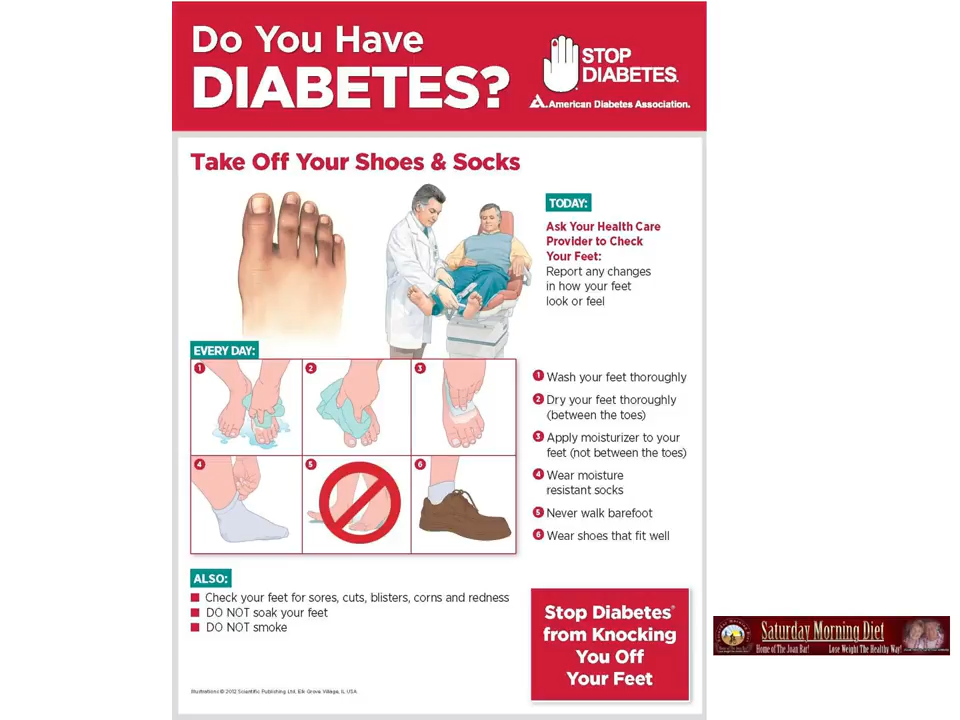 Do You Have
DIABETES?
STOP
DIABETES.
American Diabetes Association.
Take Off Your Shoes & Socks
TODAY:
Ask Your Health Care
Provider to Check
Your Feet:
Report any changes
in how your feet
look or feel
EVERY DAY:
1
2
3
4
5
6
1 Wash your feet thoroughly
2 Dry your feet thoroughly
(between the toes)
3 Apply moisturizer to your
feet (not between the toes)
4 Wear moisture
resistant socks
5 Never walk barefoot
6 Wear shoes that fit well
ALSO:
Check your feet for sores, cuts, blisters, corns and redness
DO NOT soak your feet
DO NOT smoke
Stop Diabetes®
from Knocking
You Off
Your Feet
Illustrations © 2012 Scientific Publishing Ltd, Elk Grove Village, IL USA
Saturday Morning Diet
Home of The Joan Bar! Lose Weight The Healthy Way!